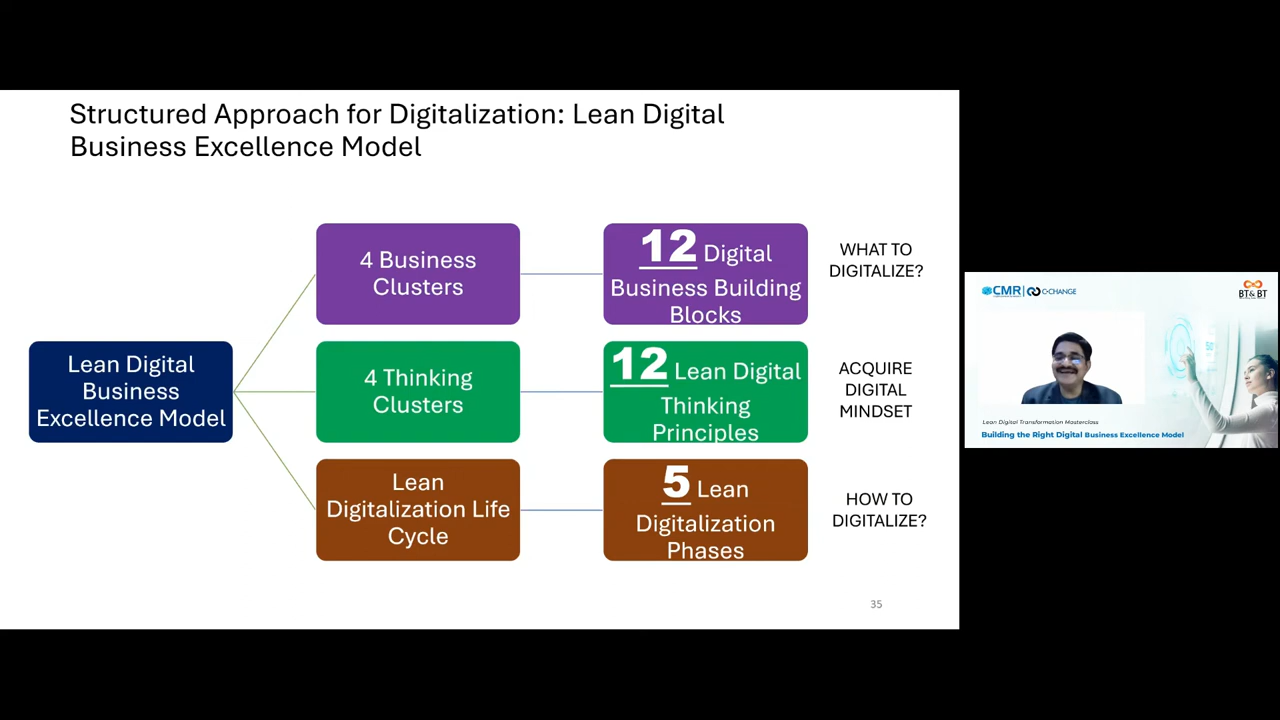 Structured Approach for Digitalization: Lean Digital
Business Excellence Model
4 Business
Clusters
12 Digital
Business Building
Blocks
WHAT TO
DIGITALIZE?
Lean Digital
Business
Excellence Model
4 Thinking
Clusters
12 Lean Digital
Thinking
Principles
ACQUIRE
DIGITAL
MINDSET
Lean
Digitalization Life
Cycle
5 Lean
Digitalization
Phases
HOW TO
DIGITALIZE?
35
CMR | C-CHANGE
BT&BT
Lean Digital Transformation Masterclass
Building the Right Digital Business Excellence Model